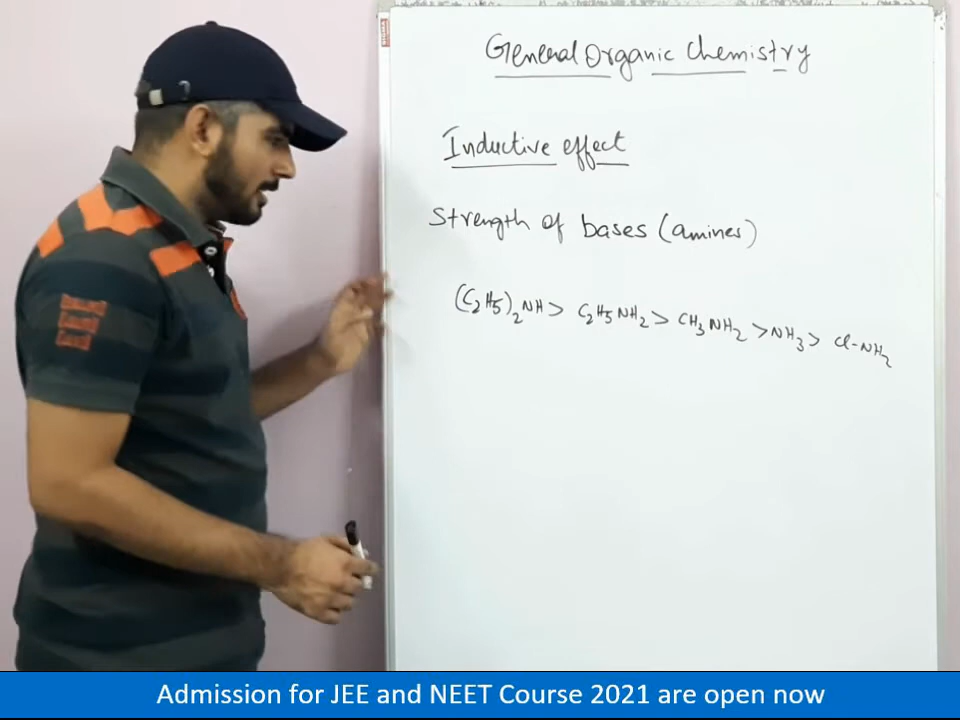 General Organic Chemistry
Inductive effect
Strength of bases (amines)
(C₂H₅)₂NH > C₂H₅NH₂ > CH₃NH₂ > NH₃ > Cl-NH₂
Admission for JEE and NEET Course 2021 are open now